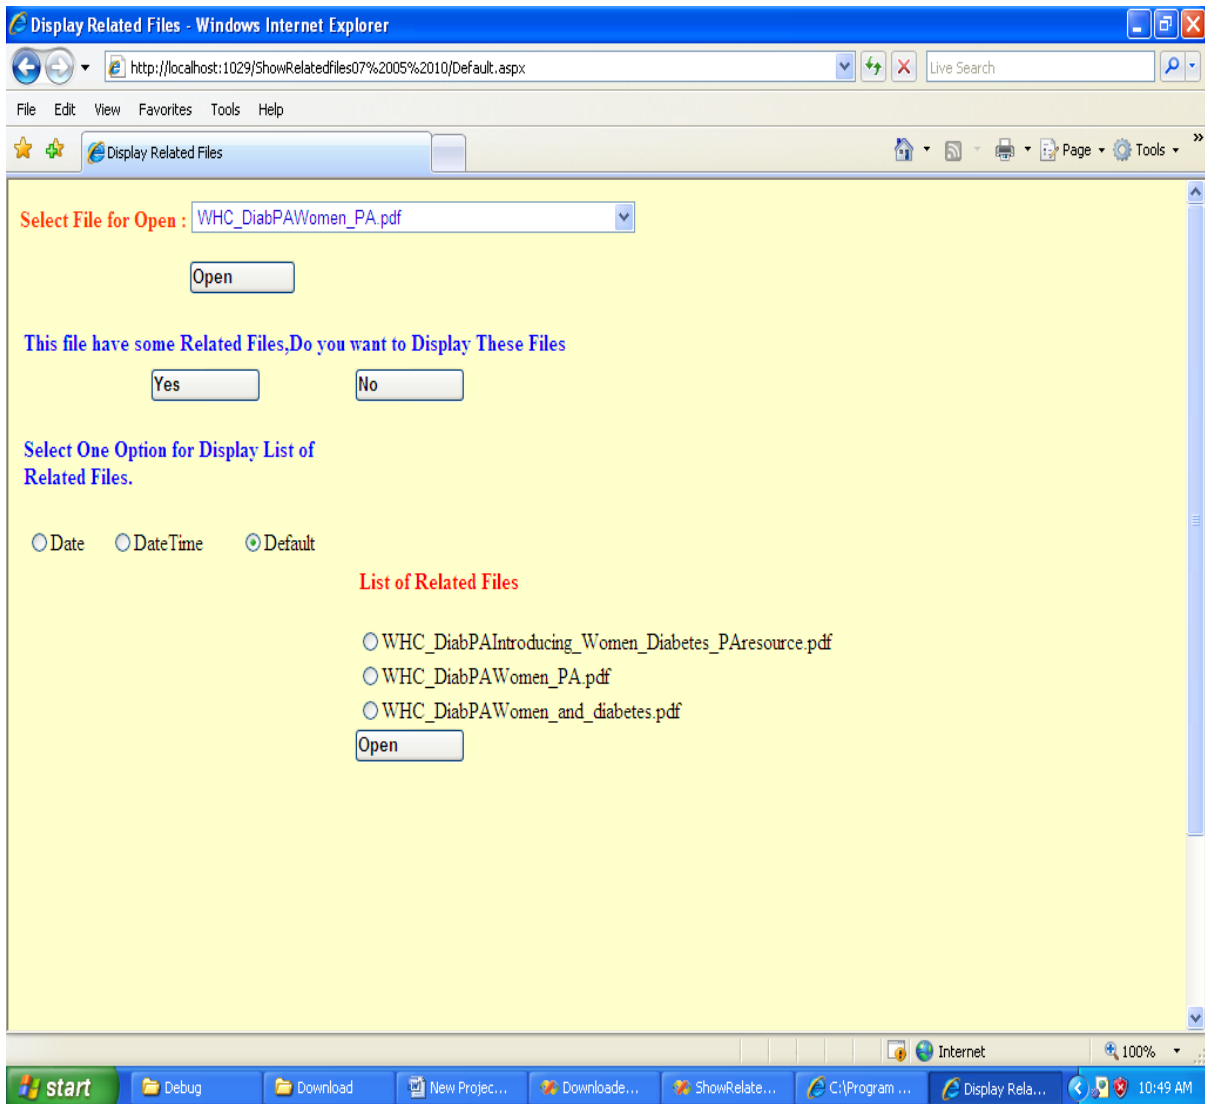 Display Related Files - Windows Internet Explorer
http://localhost:1029/ShowRelatedfiles07%2005%2010/Default.aspx
Live Search
File Edit View Favorites Tools Help
Display Related Files
Page Tools »
Select File for Open : WHC_DiabPAWomen_PA.pdf
Open
This file have some Related Files,Do you want to Display These Files
Yes No
Select One Option for Display List of
Related Files.
Date DateTime Default
List of Related Files
WHC_DiabPAIntroducing_Women_Diabetes_PAresource.pdf
WHC_DiabPAWomen_PA.pdf
WHC_DiabPAWomen_and_diabetes.pdf
Open
Internet 100%
start Debug Download New Projec... Downloade... ShowRelate... C:\Program ... Display Rela... 10:49 AM